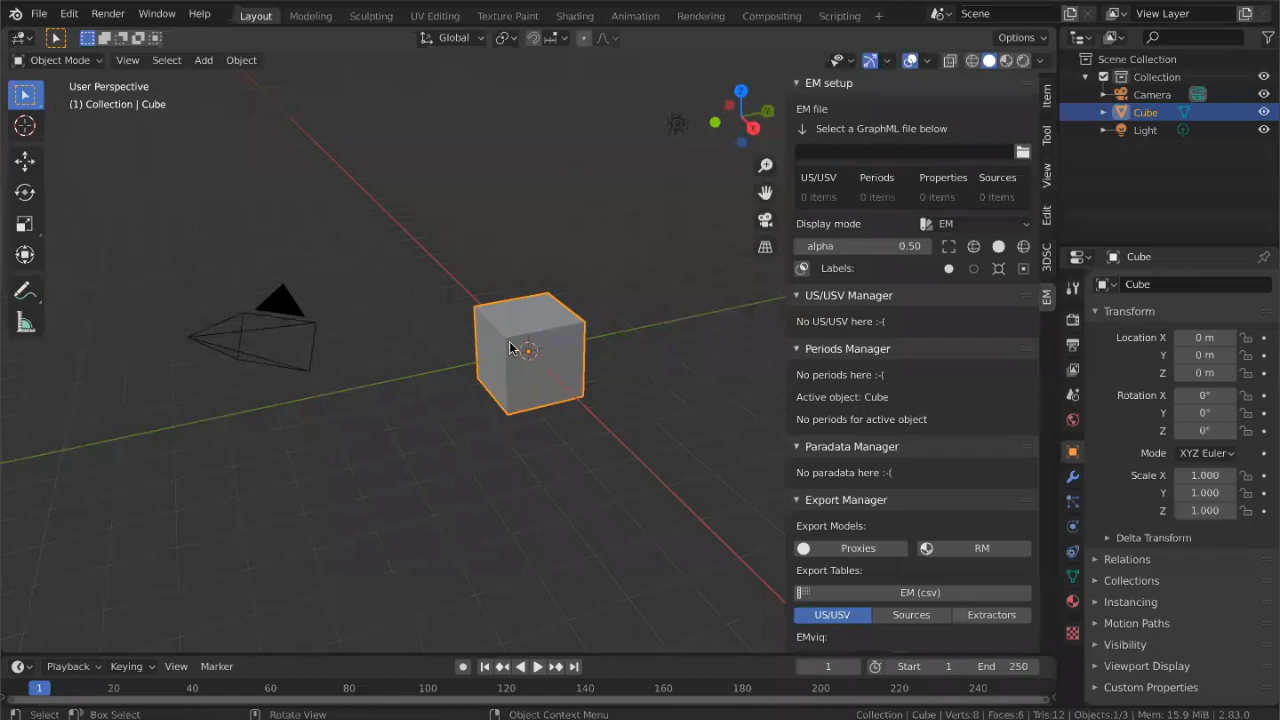 File Edit Render Window Help Layout Modeling Sculpting UV Editing Texture Paint Shading Animation Rendering Compositing Scripting + Scene View Layer
Global Options
Object Mode View Select Add Object
User Perspective
(1) Collection | Cube
Z
Y
X
EM setup
EM file
Select a GraphML file below
US/USV Periods Properties Sources
0 items 0 items 0 items 0 items
Display mode EM
alpha 0.50
Labels:
US/USV Manager
No US/USV here :-(
Periods Manager
No periods here :-(
Active object: Cube
No periods for active object
Paradata Manager
No paradata here :-(
Export Manager
Export Models:
Proxies RM
Export Tables:
EM (csv)
US/USV Sources Extractors
EMviq:
Item
Tool
View
Edit
3DSC
EM
Scene Collection
Collection
Camera
Cube
Light
Cube
Cube
Transform
Location X 0 m
Y 0 m
Z 0 m
Rotation X 0°
Y 0°
Z 0°
Mode XYZ Euler
Scale X 1.000
Y 1.000
Z 1.000
Delta Transform
Relations
Collections
Instancing
Motion Paths
Visibility
Viewport Display
Custom Properties
Playback Keying View Marker 1 Start 1 End 250
1 20 40 60 80 100 120 140 160 180 200 220 240
Select Box Select Rotate View Object Context Menu Collection | Cube | Verts:8 | Faces:6 | Tris:12 | Objects:1/3 | Mem: 15.9 MiB | 2.83.0